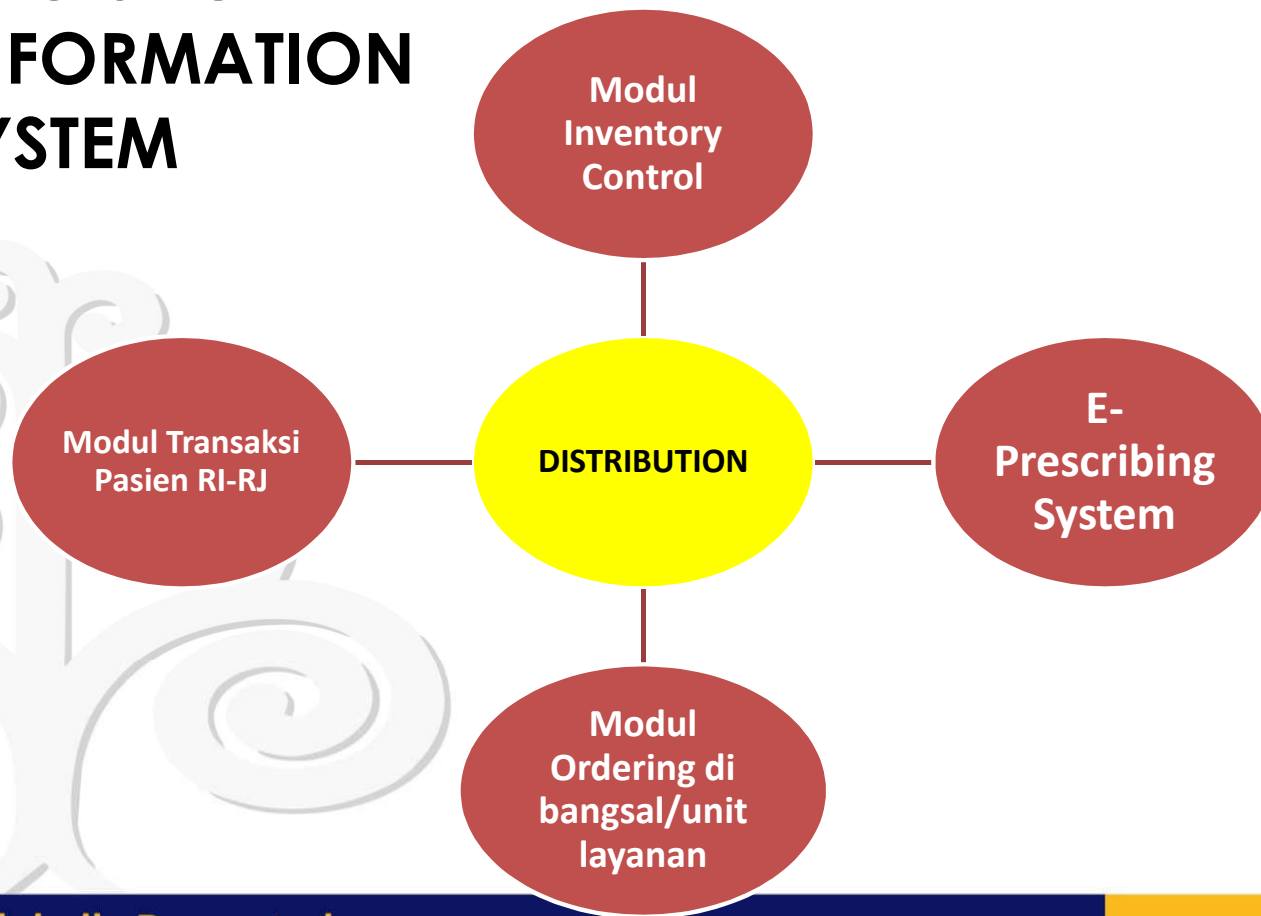 FORMATION
YSTEM
Modul
Inventory
Control
Modul Transaksi
Pasien RI-RJ
DISTRIBUTION
E-
Prescribing
System
Modul
Ordering di
bangsal/unit
layanan